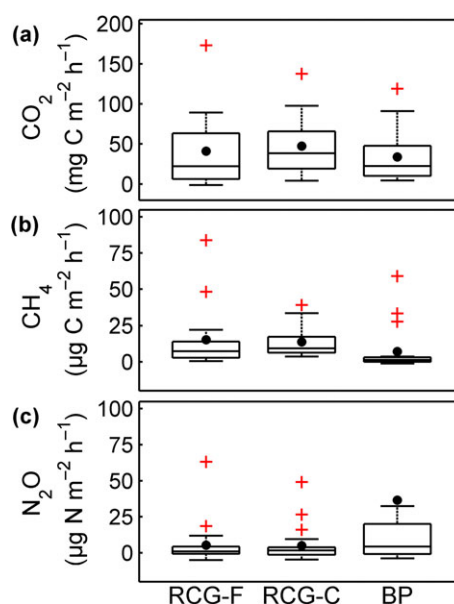 (a)
CO₂
(mg C m⁻² h⁻¹)
200
150
100
50
0
(b)
CH₄
(µg C m⁻² h⁻¹)
100
75
50
25
0
(c)
N₂O
(µg N m⁻² h⁻¹)
100
75
50
25
0
RCG-F RCG-C BP